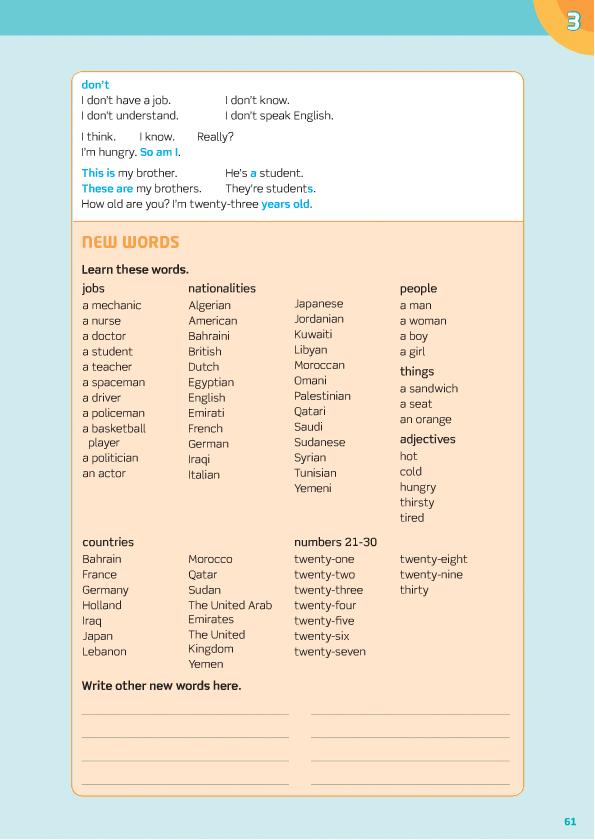 3
don't
I don't have a job. I don't know.
I don't understand. I don't speak English.
I think. I know. Really?
I'm hungry. So am I.
This is my brother. He's a student.
These are my brothers. They're students.
How old are you? I'm twenty-three years old.
NEW WORDS
Learn these words.
jobs
a mechanic
a nurse
a doctor
a student
a teacher
a spaceman
a driver
a policeman
a basketball
player
a politician
an actor
nationalities
Algerian
American
Bahraini
British
Dutch
Egyptian
English
Emirati
French
German
Iraqi
Italian
Japanese
Jordanian
Kuwaiti
Libyan
Moroccan
Omani
Palestinian
Qatari
Saudi
Sudanese
Syrian
Tunisian
Yemeni
people
a man
a woman
a boy
a girl
things
a sandwich
a seat
an orange
adjectives
hot
cold
hungry
thirsty
tired
countries
Bahrain
France
Germany
Holland
Iraq
Japan
Lebanon
Morocco
Qatar
Sudan
The United Arab
Emirates
The United
Kingdom
Yemen
numbers 21-30
twenty-one
twenty-two
twenty-three
twenty-four
twenty-five
twenty-six
twenty-seven
twenty-eight
twenty-nine
thirty
Write other new words here.
61